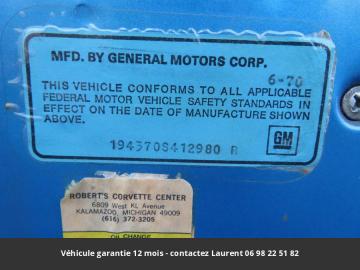 MFD. BY GENERAL MOTORS CORP.
6-70
THIS VEHICLE CONFORMS TO ALL APPLICABLE
FEDERAL MOTOR VEHICLE SAFETY STANDARDS IN
EFFECT ON THE DATE OF MANUFACTURE SHOWN
ABOVE.
194370S412980 R
GM
ROBERT'S CORVETTE CENTER
6809 West KL Avenue
KALAMAZOO, MICHIGAN 49009
(616) 372-3205
OIL CHANGE
Véhicule garantie 12 mois - contactez Laurent 06 98 22 51 82